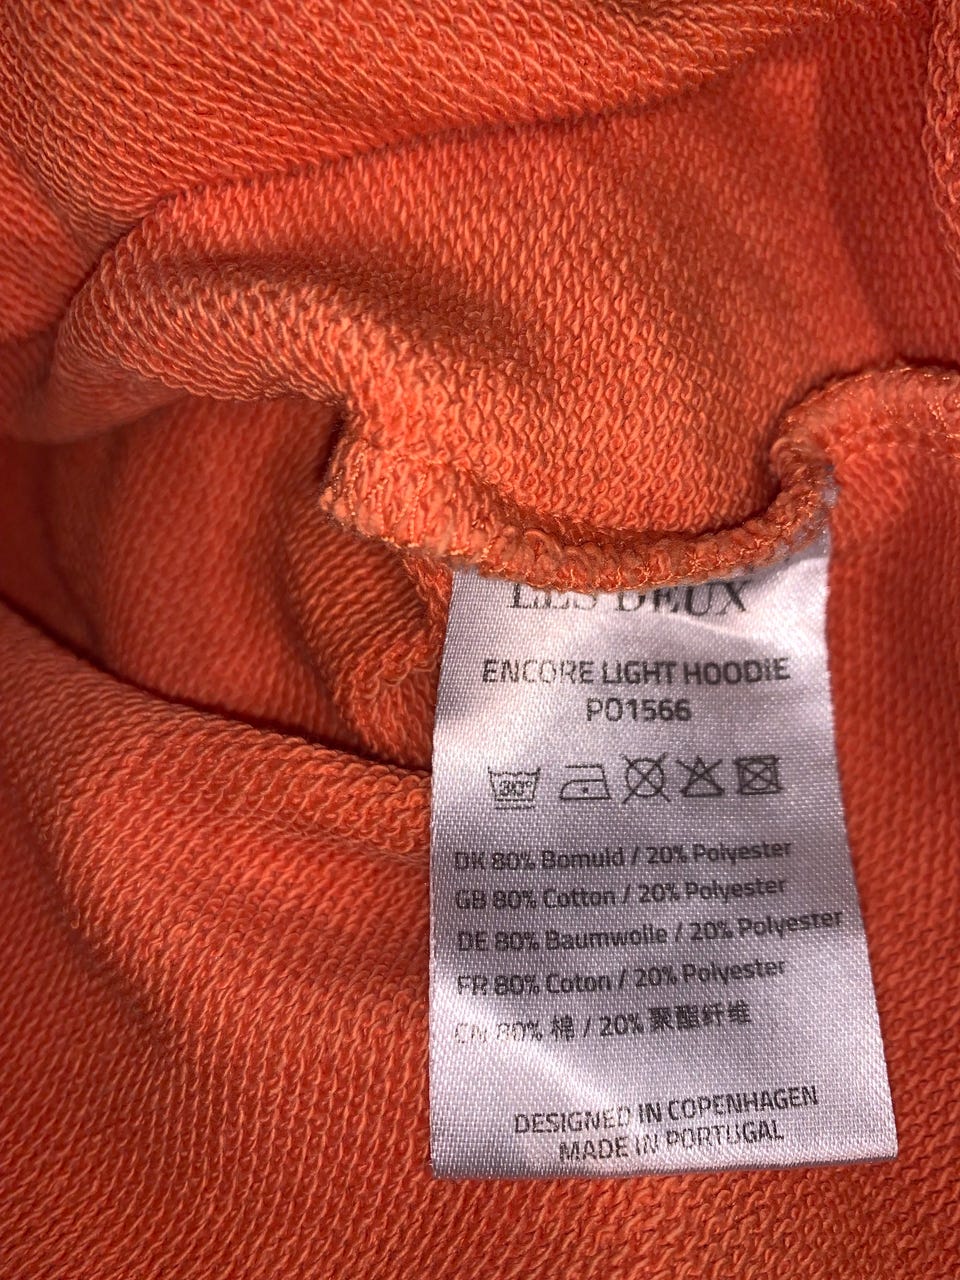 LES DEUX
ENCORE LIGHT HOODIE
PO1566
30°
DK 80% Bomuld / 20% Polyester
GB 80% Cotton / 20% Polyester
DE 80% Baumwolle / 20% Polyester
FR 80% Coton / 20% Polyester
CN 80% 棉 / 20% 聚酯纤维
DESIGNED IN COPENHAGEN
MADE IN PORTUGAL